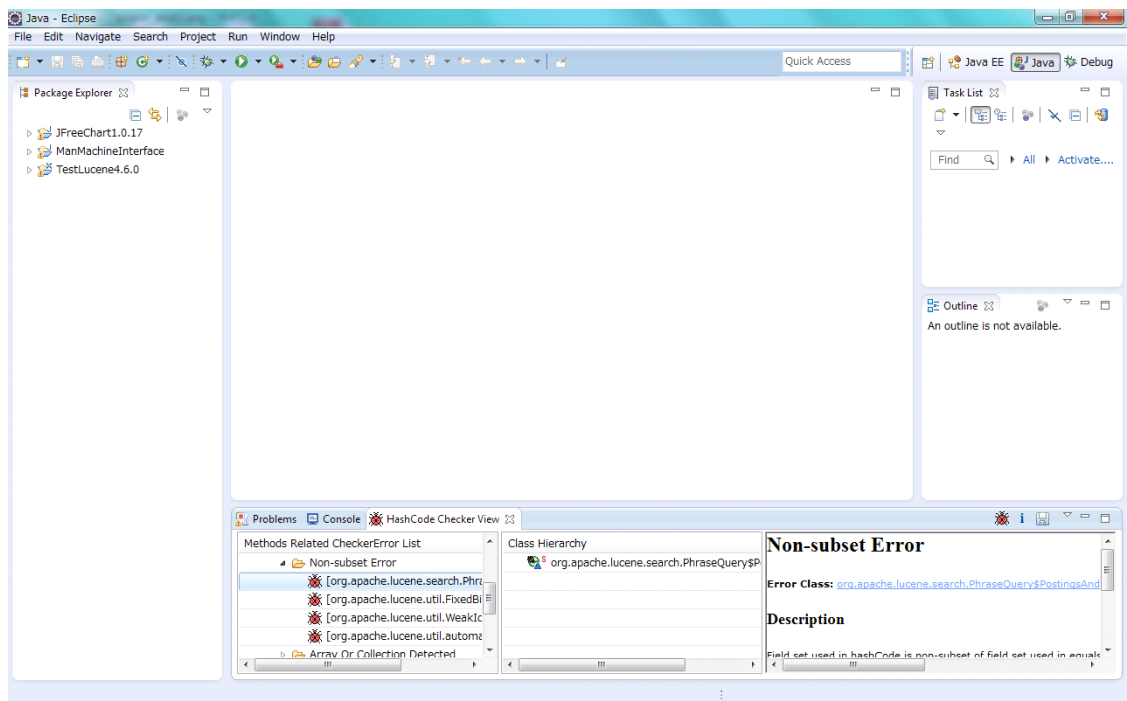 Java - Eclipse
File Edit Navigate Search Project Run Window Help
Quick Access
Java EE Java Debug
Package Explorer
JFreeChart1.0.17
ManMachineInterface
TestLucene4.6.0
Task List
Find All Activate....
Outline
An outline is not available.
Problems Console HashCode Checker View
Methods Related CheckerError List
Non-subset Error
[org.apache.lucene.search.Phra
[org.apache.lucene.util.FixedBi
[org.apache.lucene.util.WeakId
[org.apache.lucene.util.automa
Array Or Collection Detected
Class Hierarchy
org.apache.lucene.search.PhraseQuery$P
Non-subset Error
Error Class: org.apache.lucene.search.PhraseQuery$PostingsAnd
Description
Field set used in hashCode is non-subset of field set used in equals